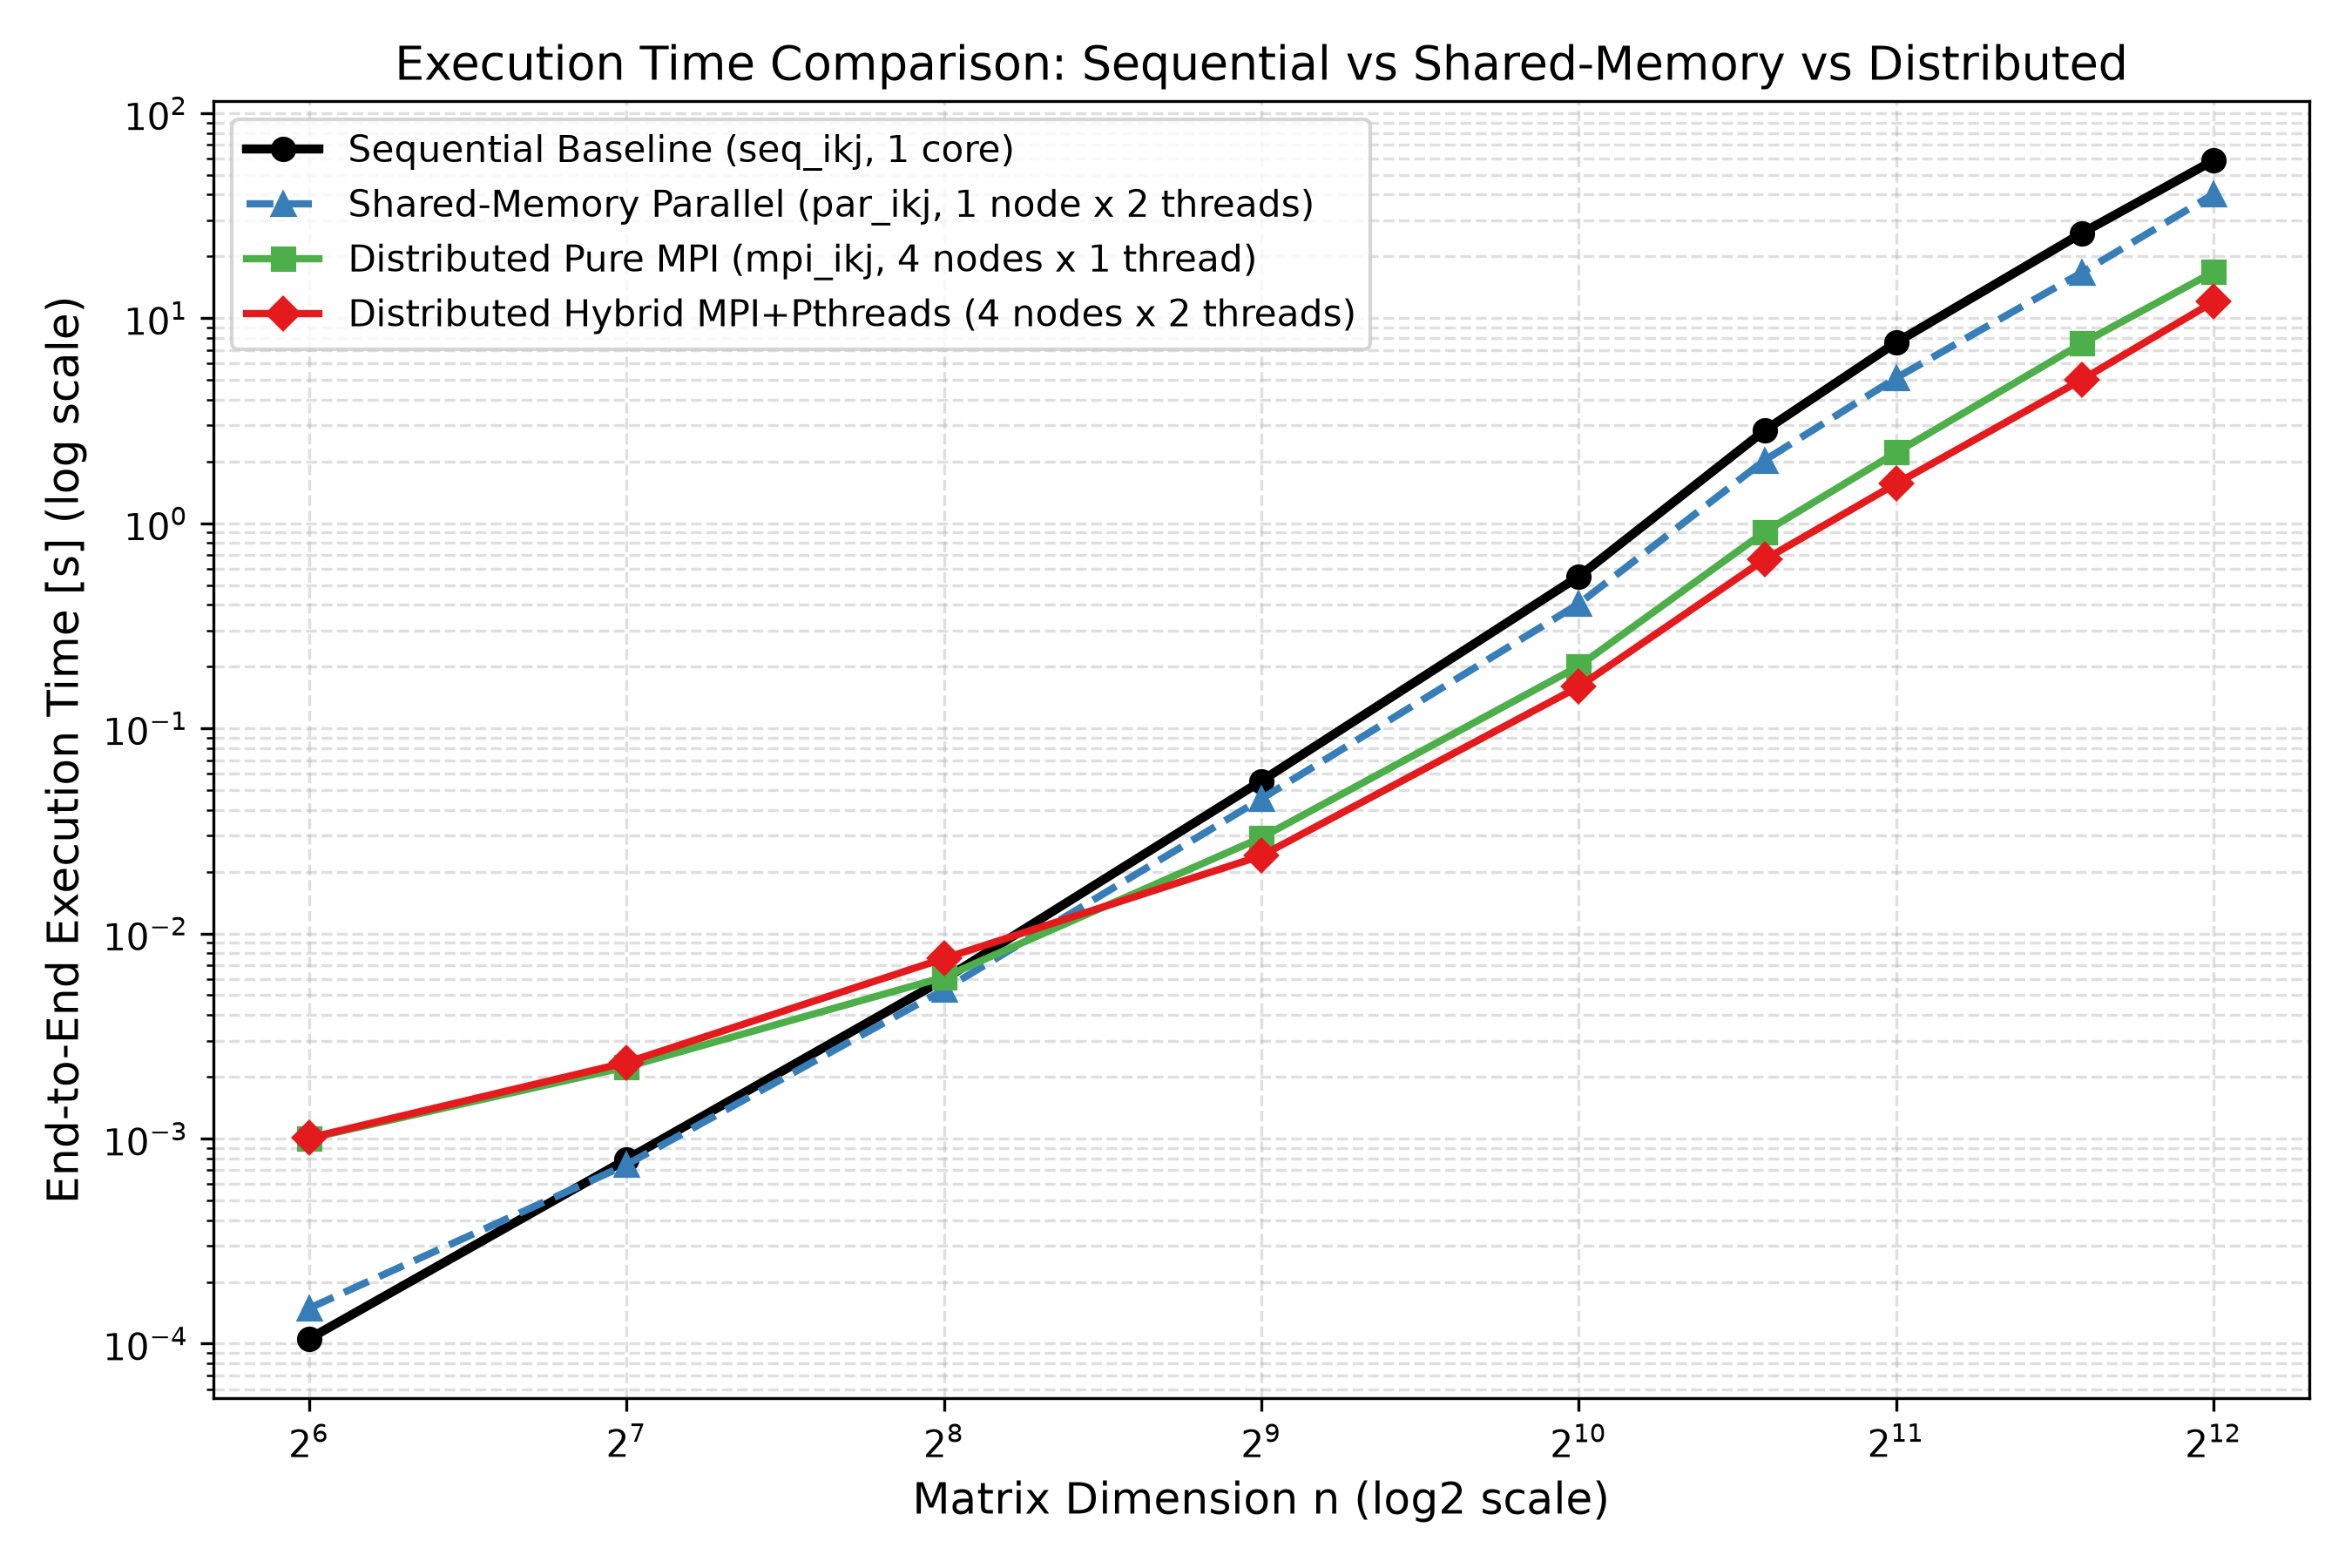 Execution Time Comparison: Sequential vs Shared-Memory vs Distributed
Sequential Baseline (seq_ikj, 1 core)
Shared-Memory Parallel (par_ikj, 1 node x 2 threads)
Distributed Pure MPI (mpi_ikj, 4 nodes x 1 thread)
Distributed Hybrid MPI+Pthreads (4 nodes x 2 threads)
End-to-End Execution Time [s] (log scale)
10²
10¹
10⁰
10⁻¹
10⁻²
10⁻³
10⁻⁴
2⁶ 2⁷ 2⁸ 2⁹ 2¹⁰ 2¹¹ 2¹²
Matrix Dimension n (log2 scale)